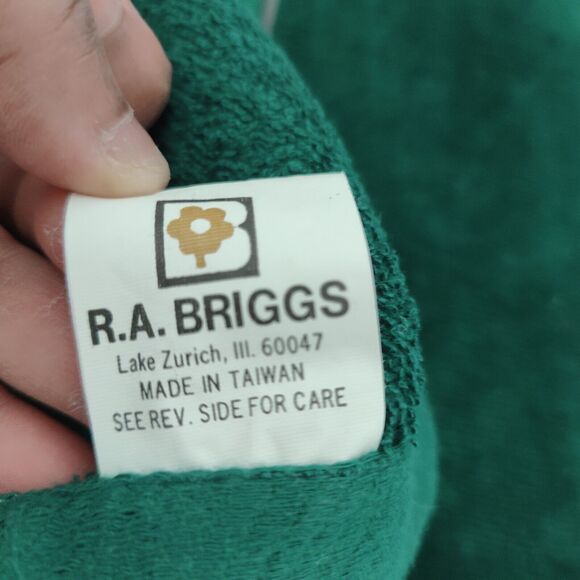 B
R.A. BRIGGS
Lake Zurich, Ill. 60047
MADE IN TAIWAN
SEE REV. SIDE FOR CARE